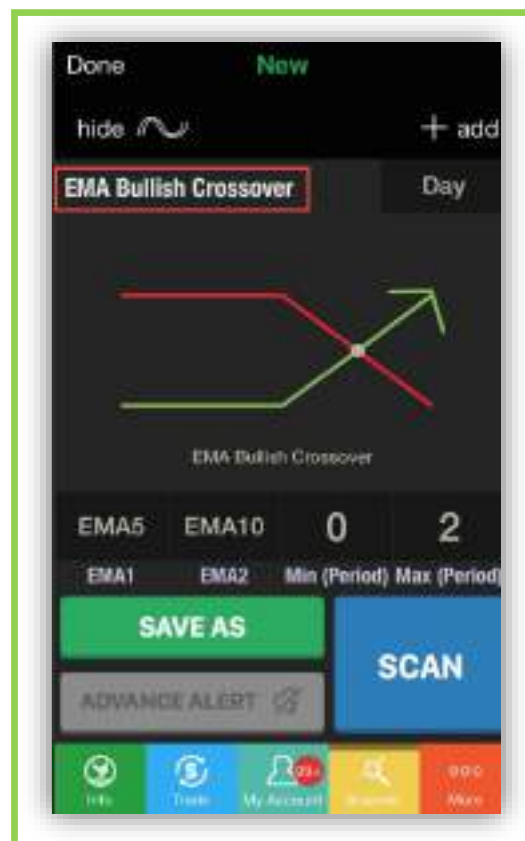 Done New
hide + add
EMA Bullish Crossover Day
EMA Bullish Crossover
EMA5 EMA10 0 2
EMA1 EMA2 Min (Period) Max (Period)
SAVE AS
SCAN
ADVANCE ALERT
Info Trade My Account More